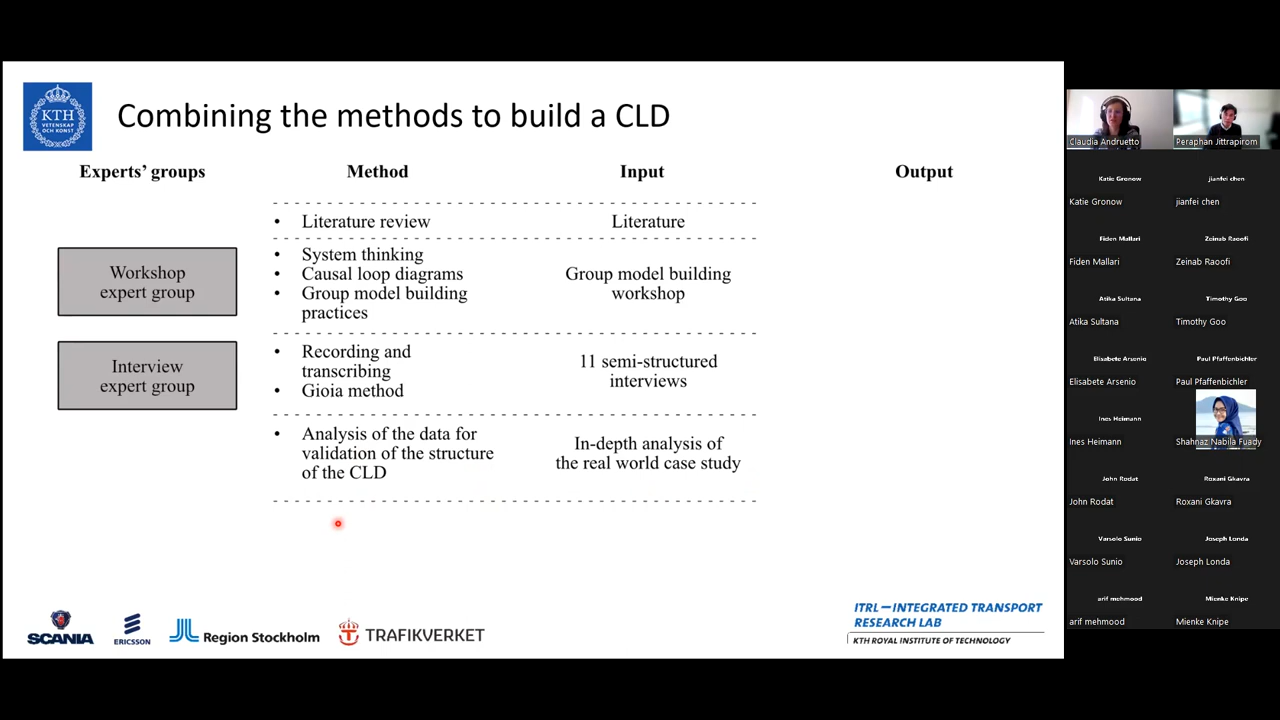 KTH
VETENSKAP
OCH KONST
Combining the methods to build a CLD
Experts' groups
Method
Input
Output
• Literature review
Literature
Workshop
expert group
• System thinking
• Causal loop diagrams
• Group model building
practices
Group model building
workshop
Interview
expert group
• Recording and
transcribing
• Gioia method
11 semi-structured
interviews
• Analysis of the data for
validation of the structure
of the CLD
In-depth analysis of
the real world case study
SCANIA
ERICSSON
Region Stockholm
TRAFIKVERKET
ITRL – INTEGRATED TRANSPORT
RESEARCH LAB
KTH ROYAL INSTITUTE OF TECHNOLOGY
Claudia Andruetto
Peraphan Jittrapirom
Katie Gronow
jianfei chen
Katie Gronow
jianfei chen
Fiden Mallari
Zeinab Raoofi
Fiden Mallari
Zeinab Raoofi
Atika Sultana
Timothy Goo
Atika Sultana
Timothy Goo
Elisabete Arsenio
Paul Pfaffenbichler
Elisabete Arsenio
Paul Pfaffenbichler
Ines Heimann
Ines Heimann
Shahnaz Nabila Fuady
John Rodat
Roxani Gkavra
John Rodat
Roxani Gkavra
Varsolo Sunio
Joseph Londa
Varsolo Sunio
Joseph Londa
arif mehmood
Mienke Knipe
arif mehmood
Mienke Knipe